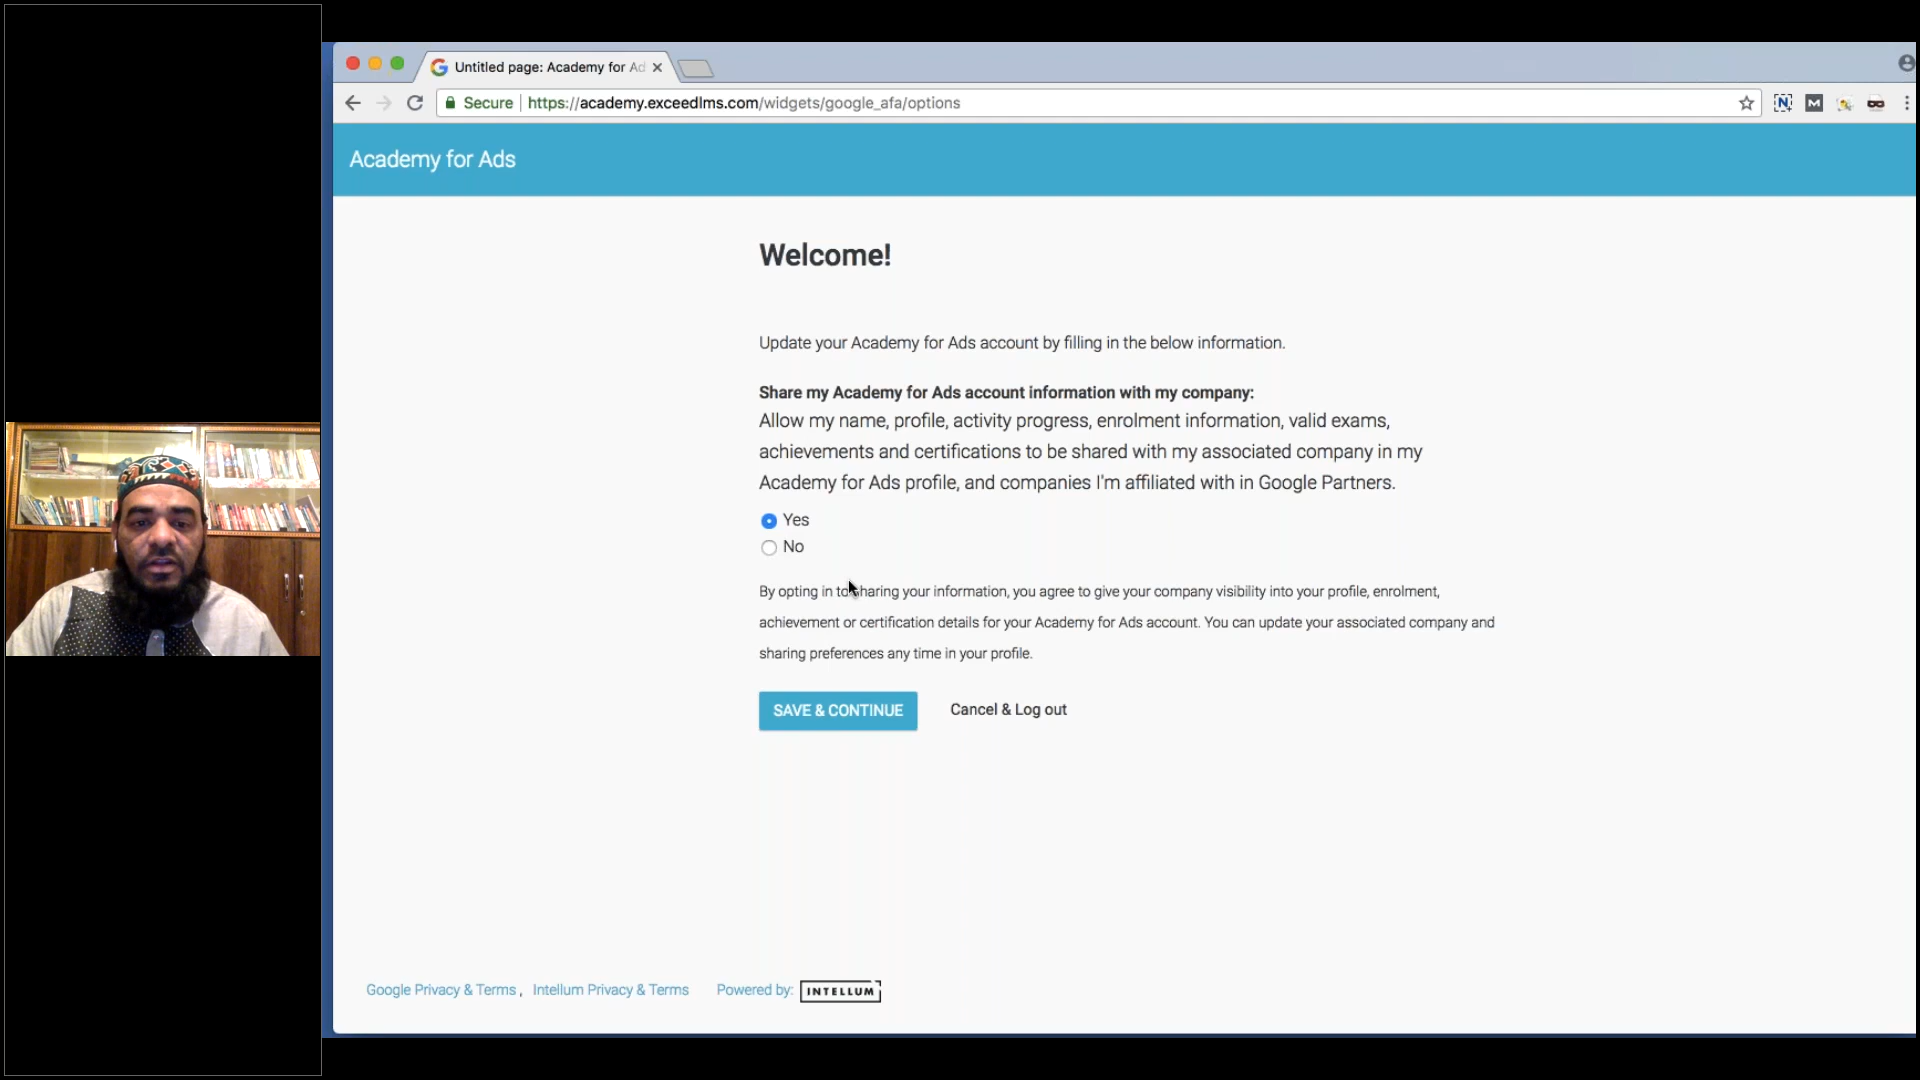 Untitled page: Academy for Ad
Secure https://academy.exceedlms.com/widgets/google_afa/options
Academy for Ads
Welcome!
Update your Academy for Ads account by filling in the below information.
Share my Academy for Ads account information with my company:
Allow my name, profile, activity progress, enrolment information, valid exams,
achievements and certifications to be shared with my associated company in my
Academy for Ads profile, and companies I'm affiliated with in Google Partners.
Yes
No
By opting in to sharing your information, you agree to give your company visibility into your profile, enrolment,
achievement or certification details for your Academy for Ads account. You can update your associated company and
sharing preferences any time in your profile.
SAVE & CONTINUE Cancel & Log out
Google Privacy & Terms , Intellum Privacy & Terms Powered by: INTELLUM